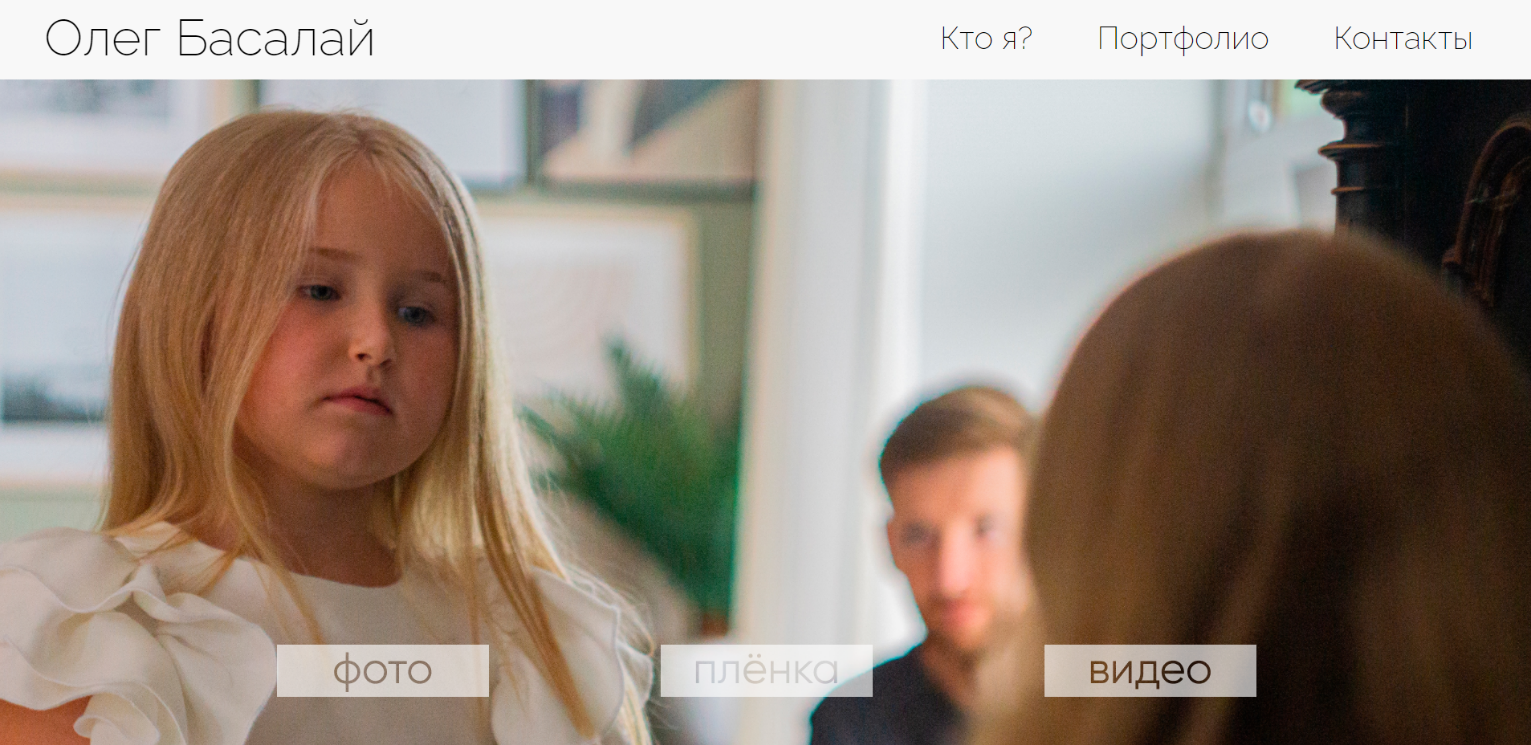 Олег Басалай
Кто я? Портфолио Контакты
фото плёнка видео